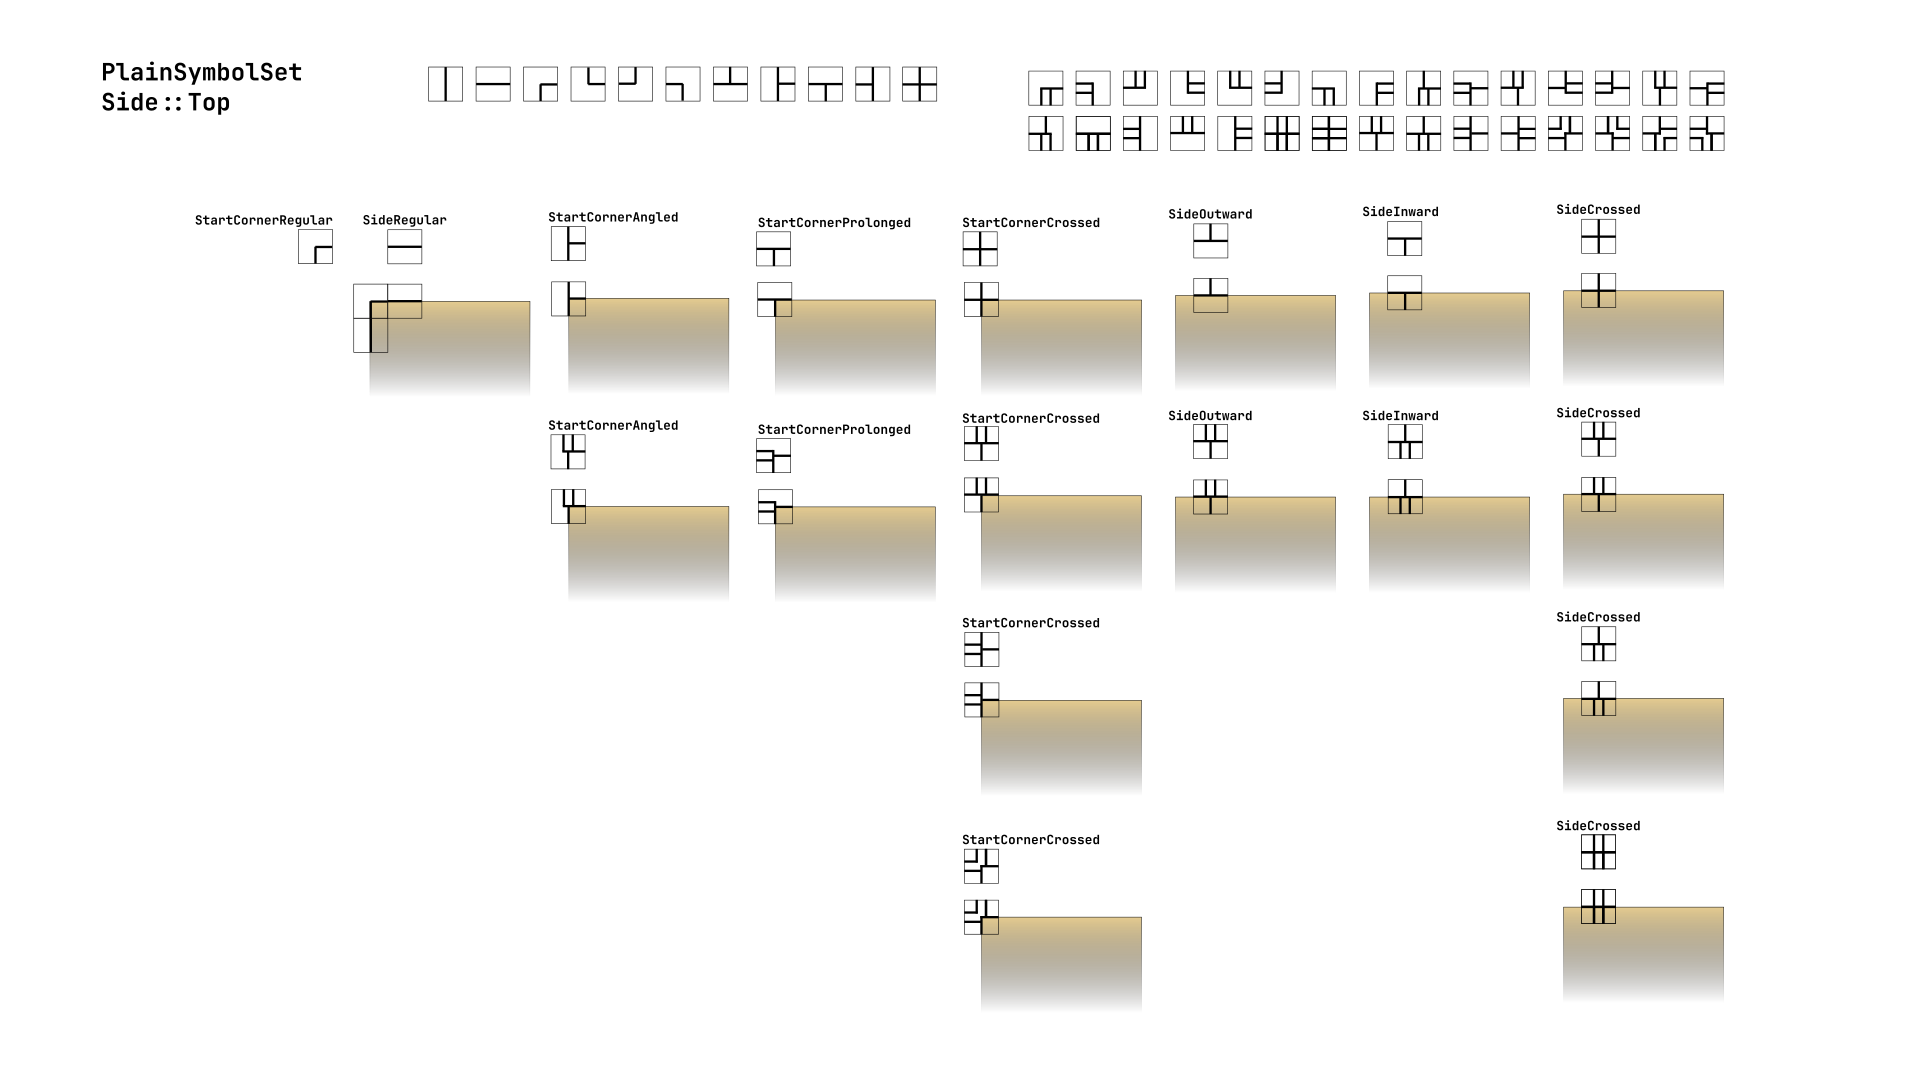 PlainSymbolSet
Side::Top
StartCornerRegular
SideRegular
StartCornerAngled
StartCornerProlonged
StartCornerCrossed
SideOutward
SideInward
SideCrossed
StartCornerAngled
StartCornerProlonged
StartCornerCrossed
SideOutward
SideInward
SideCrossed
StartCornerCrossed
SideCrossed
StartCornerCrossed
SideCrossed